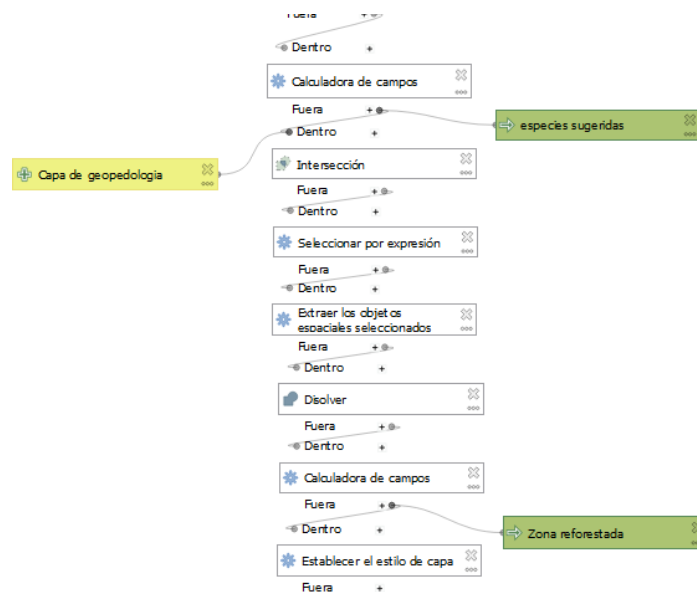 Fuera
Dentro
Calculadora de campos
Fuera
especies sugeridas
Dentro
Capa de geopedologia
Intersección
Fuera
Dentro
Seleccionar por expresión
Fuera
Dentro
Extraer los objetos
espaciales seleccionados
Fuera
Dentro
Disolver
Fuera
Dentro
Calculadora de campos
Fuera
Dentro
Zona reforestada
Establecer el estilo de capa
Fuera